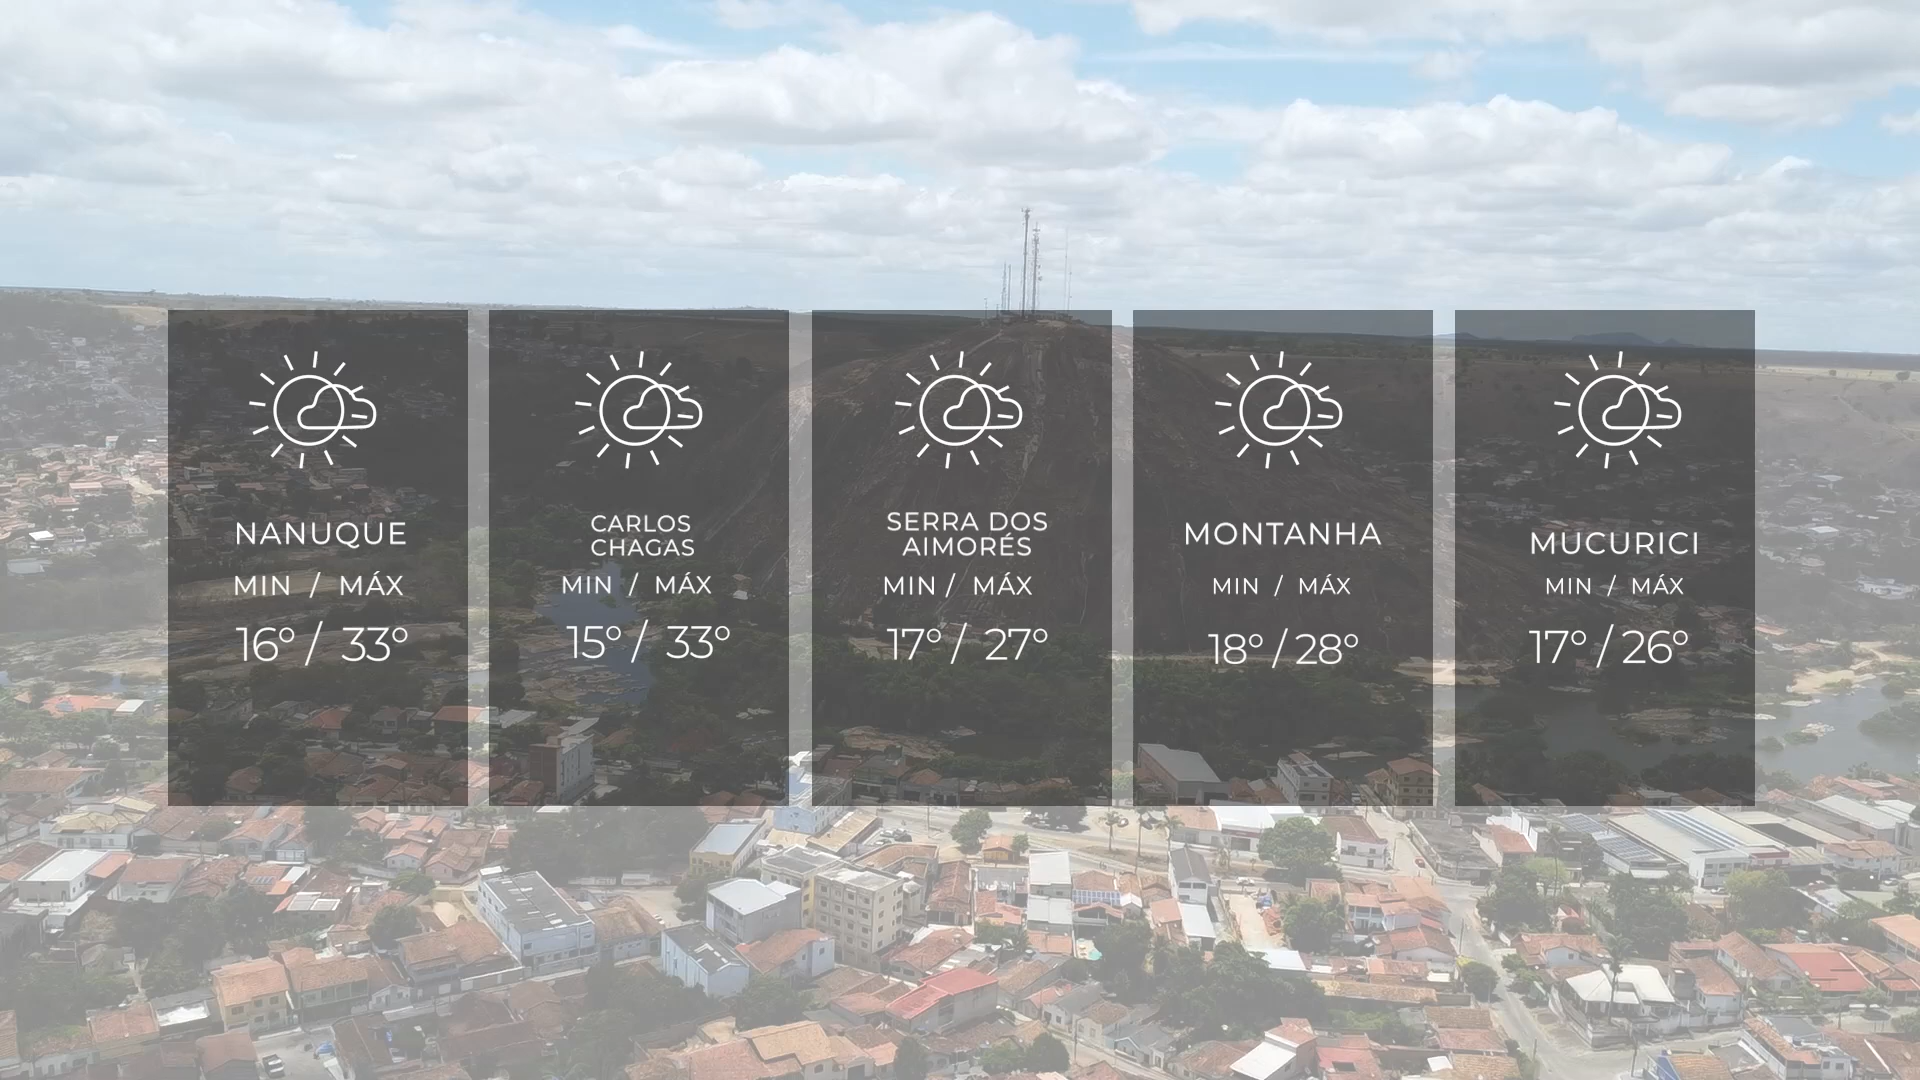 NANUQUE
MIN / MÁX
16° / 33°
CARLOS
CHAGAS
MIN / MÁX
15° / 33°
SERRA DOS
AIMORÉS
MIN / MÁX
17° / 27°
MONTANHA
MIN / MÁX
18° / 28°
MUCURICI
MIN / MÁX
17° / 26°